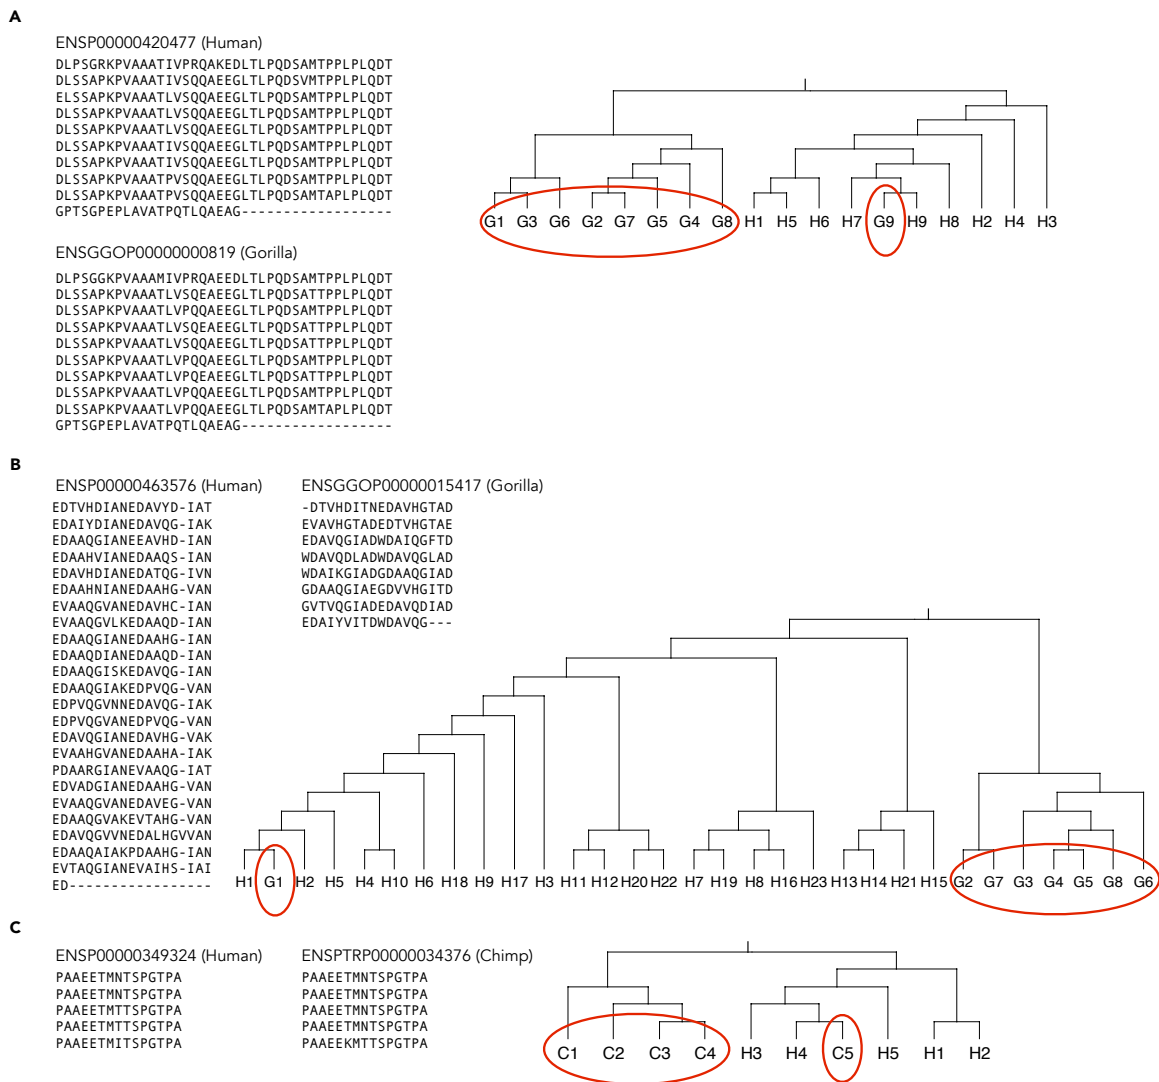 A
ENSP00000420477 (Human)
DLPSGRKPVAAATIVPRQAKEDLTLPQDSAMTPPLPLQDT
DLSSAPKPVAAATIVSRQAEEGLTLPQDSVMTPPLPLQDT
ELSSAPKPVAAATLVSQQAEEGLTLPQDSAMTPPLPLQDT
DLSSAPKPVAAATLVSQQAEEGLTLPQDSAMTPPLPLQDT
DLSSAPKPVAAATIVSQQAEEGLTLPQDSAMTPPLPLQDT
DLSSAPKPVAAATIVSQQAEEGLTLPQDSAMTPPLPLQDT
DLSSAPKPVAAATIVSQQAEEGLTLPQDSAMTPPLPLQDT
DLSSAPKPVAAATPVSQQAEEGLTLPQDSAMTPPLPLQDT
DLSSAPKPVAAATPVSQQAEEGLTLPQDSAMTAPLPLQDT
GPTSGPEPLAVATPQTLQAEAG------------------
G1 G3 G6 G2 G7 G5 G4 G8 H1 H5 H6 H7 G9 H9 H8 H2 H4 H3
ENSGGOP00000000819 (Gorilla)
DLPSGGKPVAAAMIVPRQAEEDLTLPQDSAMTPPLPLQDT
DLSSAPKPVAAATLVSQEAEEGLTLPQDSATTPPLPLQDT
DLSSAPKPVAAATLVPQQAEEGLTLPQDSAMTPPLPLQDT
DLSSAPKPVAAATLVSQEAEEGLTLPQDSATTPPLPLQDT
DLSSAPKPVAAATLVSQQAEEGLTLPQDSATTPPLPLQDT
DLSSAPKPVAAATLVPQQAEEGLTLPQDSAMTPPLPLQDT
DLSSAPKPVAAATLVPQEAEEGLTLPQDSATTPPLPLQDT
DLSSAPKPVAAATLVPQQAEEGLTLPQDSAMTPPLPLQDT
DLSSAPKPVAAATLVPQQAEEGLTLPQDSAMTAPLPLQDT
GPTSGPEPLAVATPQTLQAEAG------------------
B
ENSP00000463576 (Human)
EDTVHDIANEDAVYD-IAT
EDAIYDIANEDAVQG-IAK
EDAAQGIANEEAVHD-IAN
EDAAHVIANEDAAQS-IAN
EDAVHDIANEDATQG-IVN
EDAAHNIANEDAAHG-VAN
EVAAQGVANEDAVHC-IAN
EVAAQGVLKEDAAQD-IAN
EDAAQGIANEDAAHG-IAN
EDAAQDIANEDAAQD-IAN
EDAAQGISKEDAVQG-IAN
EDAAQGIAKEDPVQG-VAN
EDPVQGVNNEDAVQG-IAK
EDPVQGVANEDPVQG-VAN
EDAVQGIANEDAVHG-VAK
EVAAHGVANEDAAHA-IAK
PDAARGIANEVAAQG-IAT
EDVADGIANEDAAHG-VAN
EVAAQGVANEDAVEG-VAN
EDAAQGVAKEVTAHG-VAN
EDAVQGVVNEDALHGVVAN
EDAAQAIAKPDAAHG-IAN
EVTAQGIANEVAIHS-IAI
ED-----------------
ENSGGOP00000015417 (Gorilla)
-DTVHDITNEDAVHGTAD
EVAVHGTADEDTVHGTAE
EDAVQGIADWDAIQGFTD
WDAVQDLADWDAVQGLAD
WDAIKGIADGDAAQGIAD
GDAAQGIAEGDVVHGITD
GVTVQGIADEDAVQDIAD
EDAIYVITDWDAVQG---
H1 G1 H2 H5 H4 H10 H6 H18 H9 H17 H3 H11 H12 H20 H22 H7 H19 H8 H16 H23 H13 H14 H21 H15 G2 G7 G3 G4 G5 G8 G6
C
ENSP00000349324 (Human)
PAAEETMNTSPGTPA
PAAEETMNTSPGTPA
PAAEETMTTSPGTPA
PAAEETMTTSPGTPA
PAAEETMITSPGTPA
ENSPTRP00000034376 (Chimp)
PAAEETMNTSPGTPA
PAAEETMNTSPGTPA
PAAEETMNTSPGTPA
PAAEETMNTSPGTPA
PAAEEKMTTSPGTPA
C1 C2 C3 C4 H3 H4 C5 H5 H1 H2